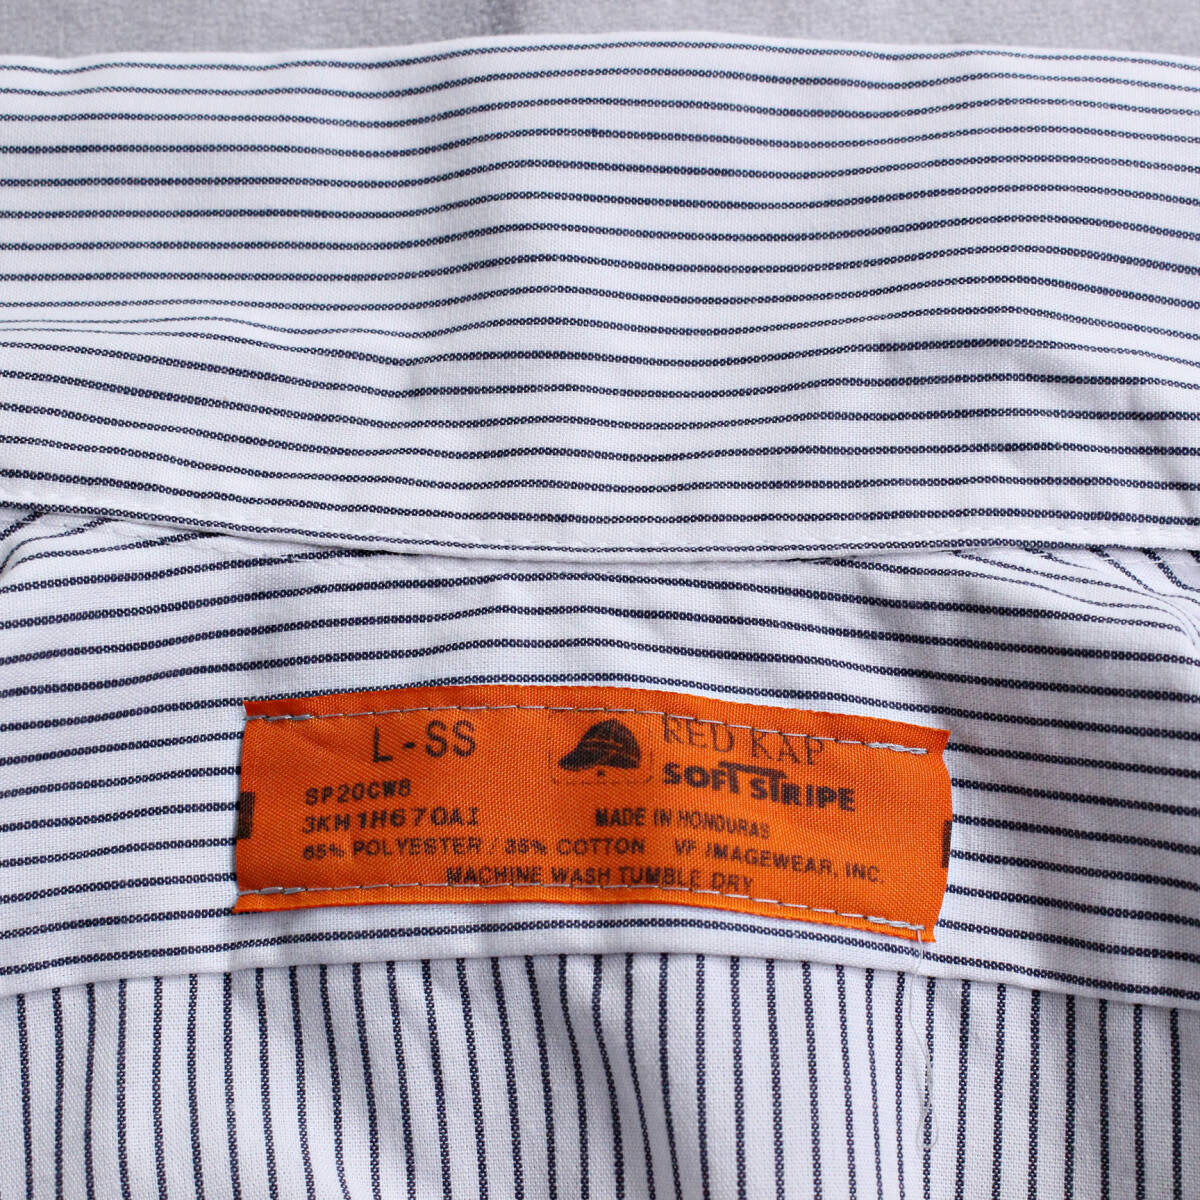 L-SS
RED KAP
SOFT STRIPE
SP20CW8
3KH1H670AI
MADE IN HONDURAS
65% POLYESTER / 35% COTTON
VF IMAGEWEAR, INC.
MACHINE WASH TUMBLE DRY